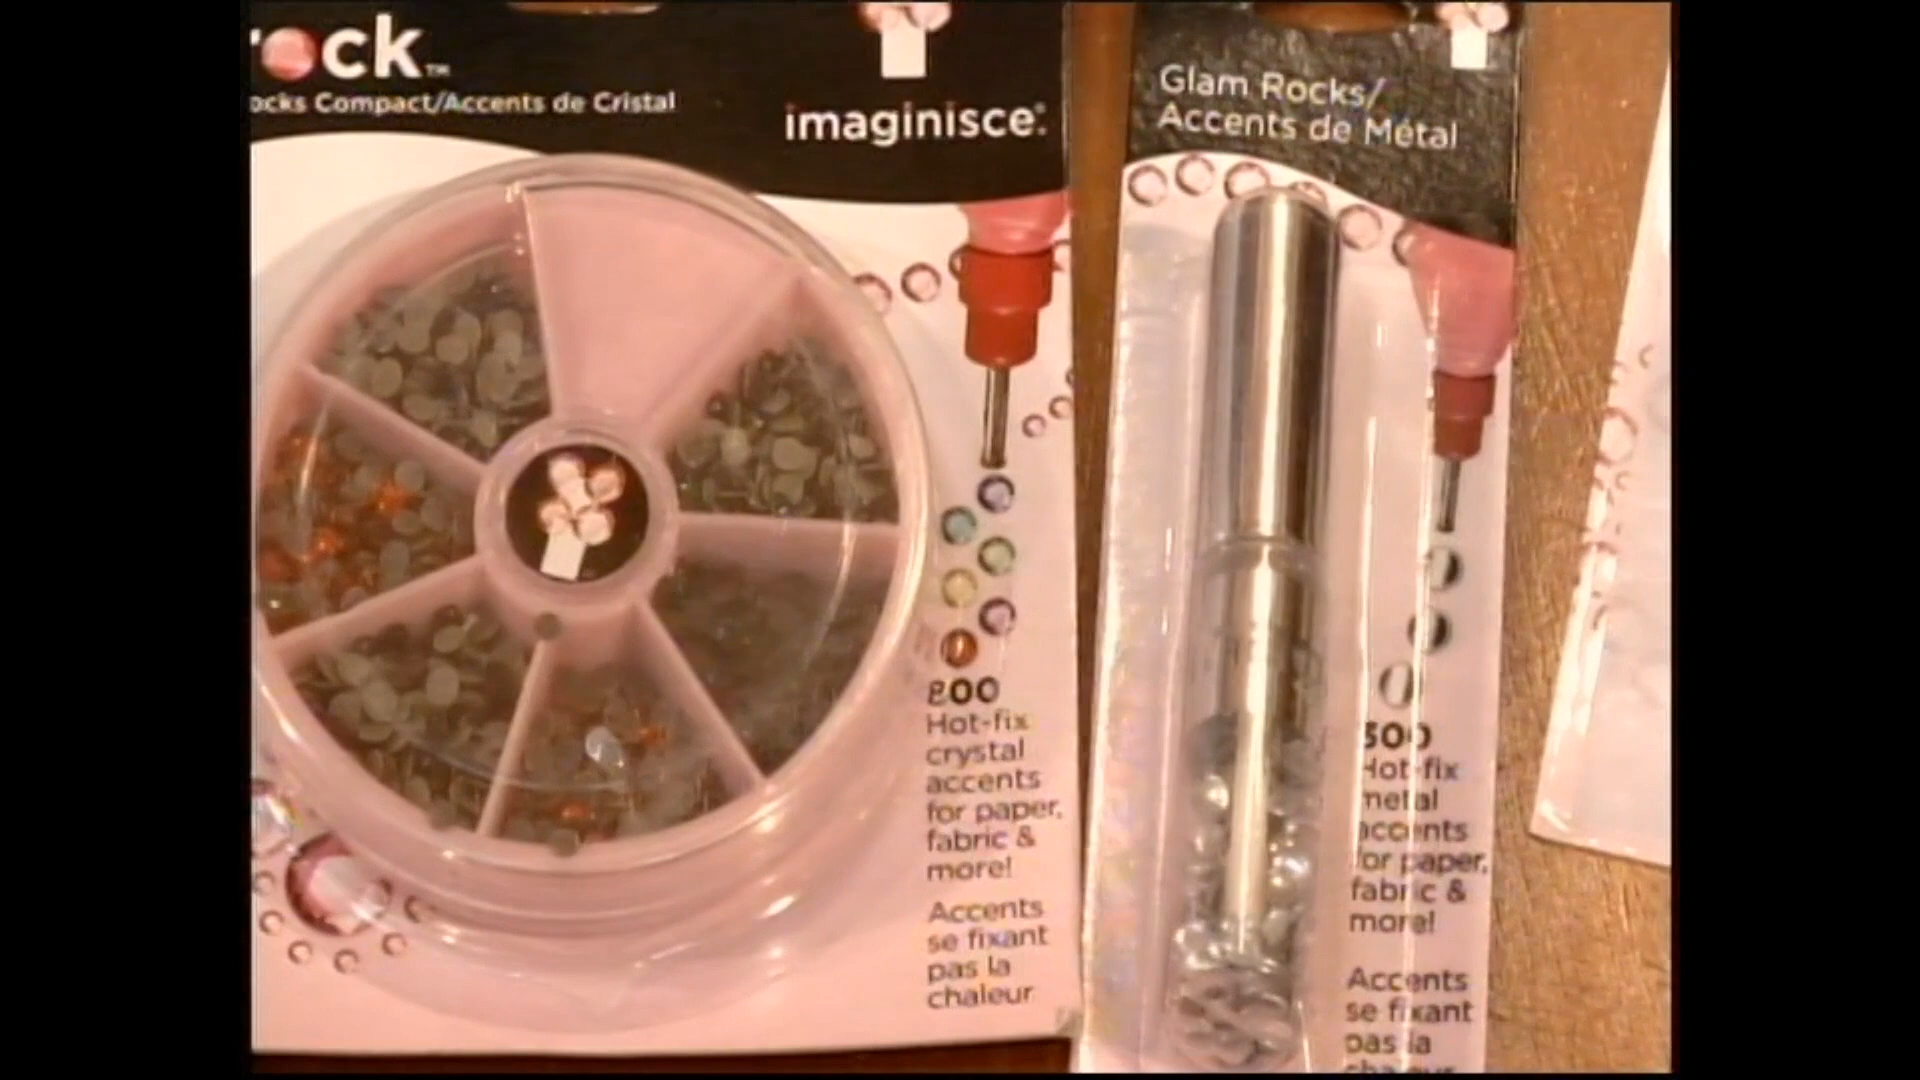 rock™
ocks Compact/Accents de Cristal
imaginisce®
800
Hot-fix
crystal
accents
for paper,
fabric &
more!
Accents
se fixant
pas la
chaleur
Glam Rocks/
Accents de Métal
500
Hot-fix
metal
accents
for paper,
fabric &
more!
Accents
se fixant
pas la